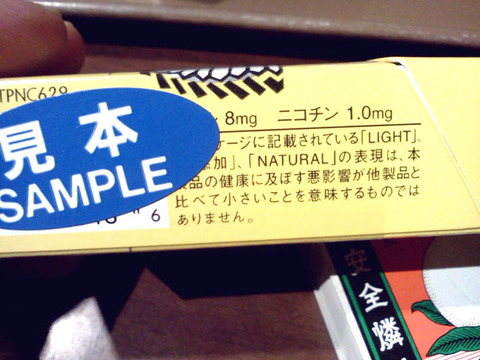 TPNC629
見本
SAMPLE
8mg ニコチン 1.0mg
ージに記載されている「LIGHT」、
加」、「NATURAL」の表現は、本
品の健康に及ぼす悪影響が他製品と
比べて小さいことを意味するものでは
ありません。
6
安全燐